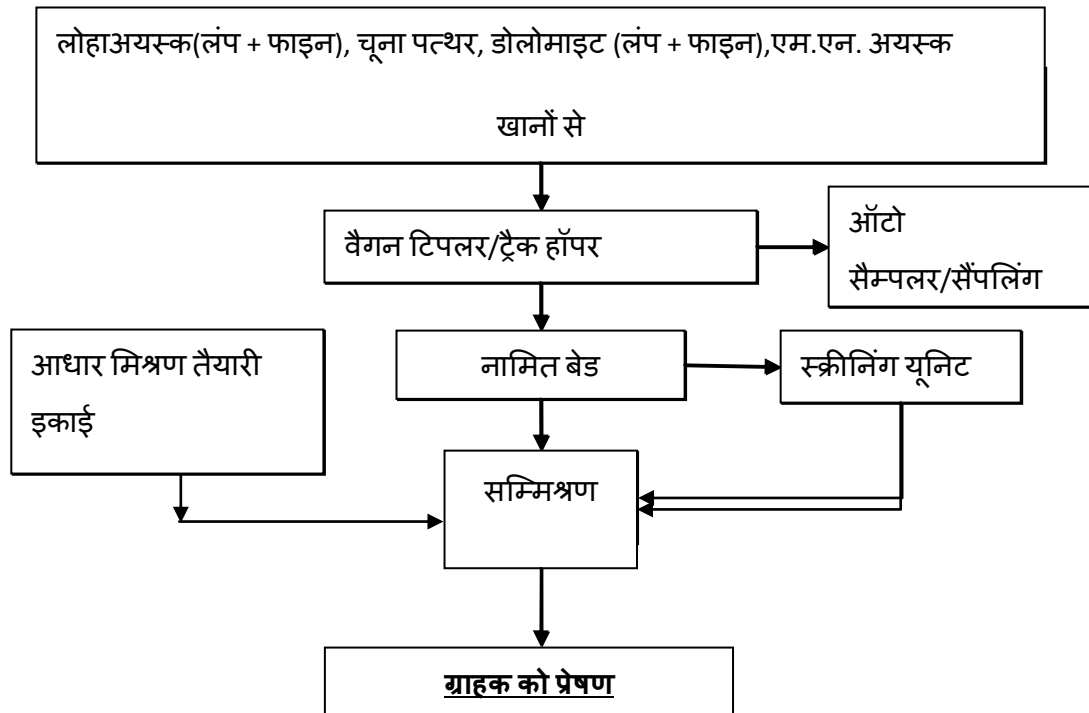 लोहाअयस्क(लंप + फाइन), चूना पत्थर, डोलोमाइट (लंप + फाइन),एम.एन. अयस्क
खानों से
वैगन टिपलर/ट्रैक हॉपर
ऑटो
सैम्पलर/सैंपलिंग
आधार मिश्रण तैयारी
इकाई
नामित बेड
स्क्रीनिंग यूनिट
सम्मिश्रण
ग्राहक को प्रेषण